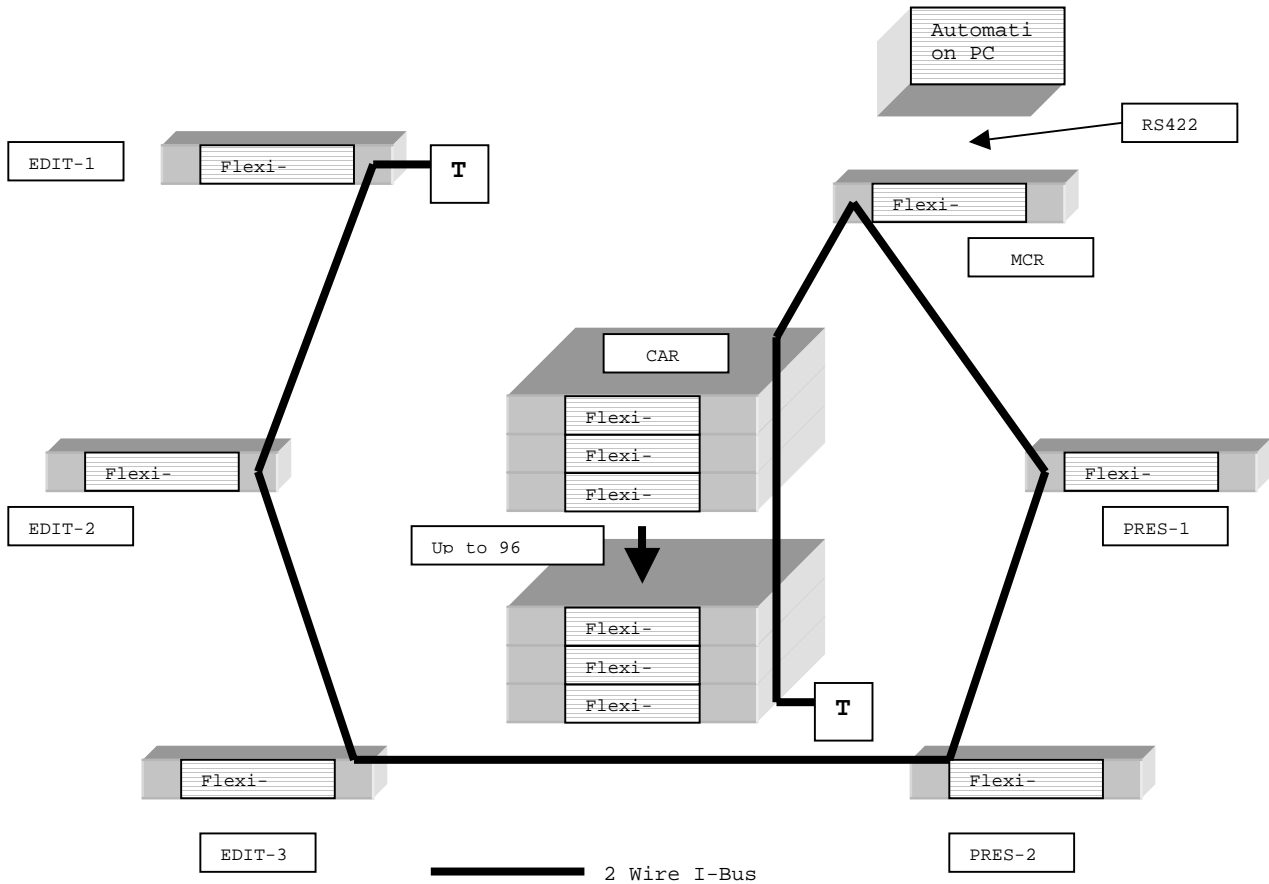 Automati
on PC
RS422
EDIT-1
Flexi-
T
Flexi-
MCR
CAR
Flexi-
Flexi-
Flexi-
Flexi-
Flexi-
EDIT-2
PRES-1
Up to 96
Flexi-
Flexi-
Flexi-
T
Flexi-
Flexi-
EDIT-3
PRES-2
2 Wire I-Bus